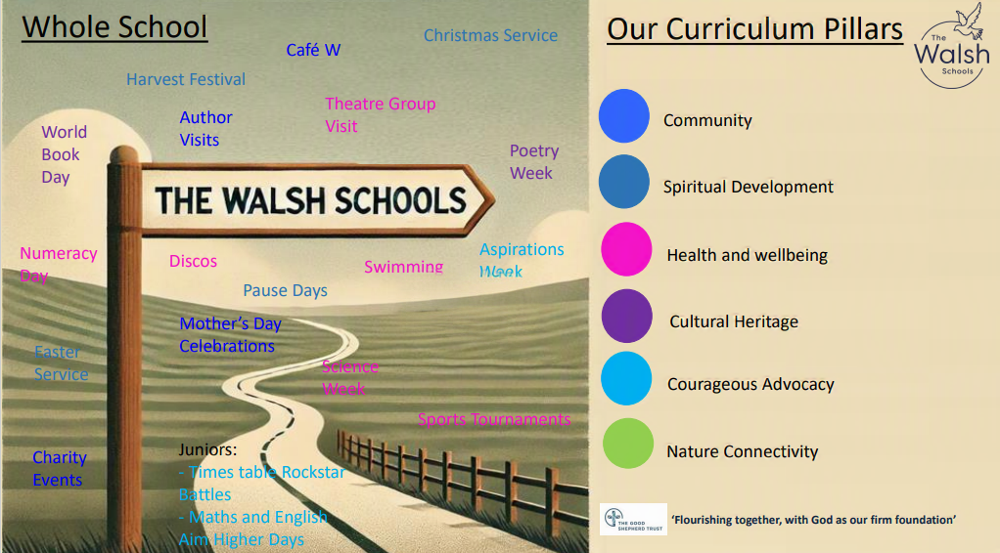 Whole School
Christmas Service
Café W
Harvest Festival
Theatre Group
Visit
Author
Visits
World
Book
Day
Poetry
Week
THE WALSH SCHOOLS
Numeracy
Day
Discos
Swimming
Aspirations
Week
Pause Days
Mother's Day
Celebrations
Easter
Service
Science
Week
Sports Tournaments
Charity
Events
Juniors:
- Times table Rockstar
Battles
- Maths and English
Aim Higher Days
Our Curriculum Pillars
The
Walsh
Schools
Community
Spiritual Development
Health and wellbeing
Cultural Heritage
Courageous Advocacy
Nature Connectivity
THE GOOD
SHEPHERD TRUST
‘Flourishing together, with God as our firm foundation’